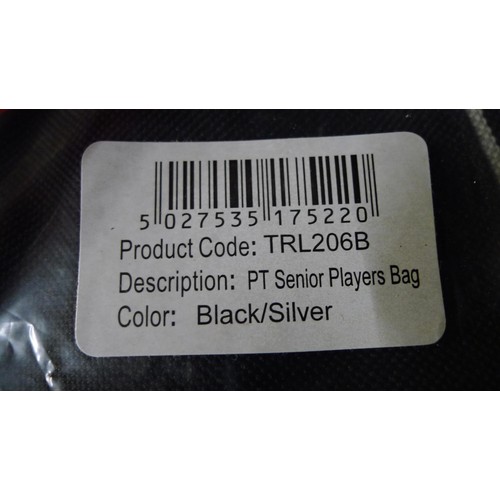 5 027535 175220
Product Code: TRL206B
Description: PT Senior Players Bag
Color: Black/Silver